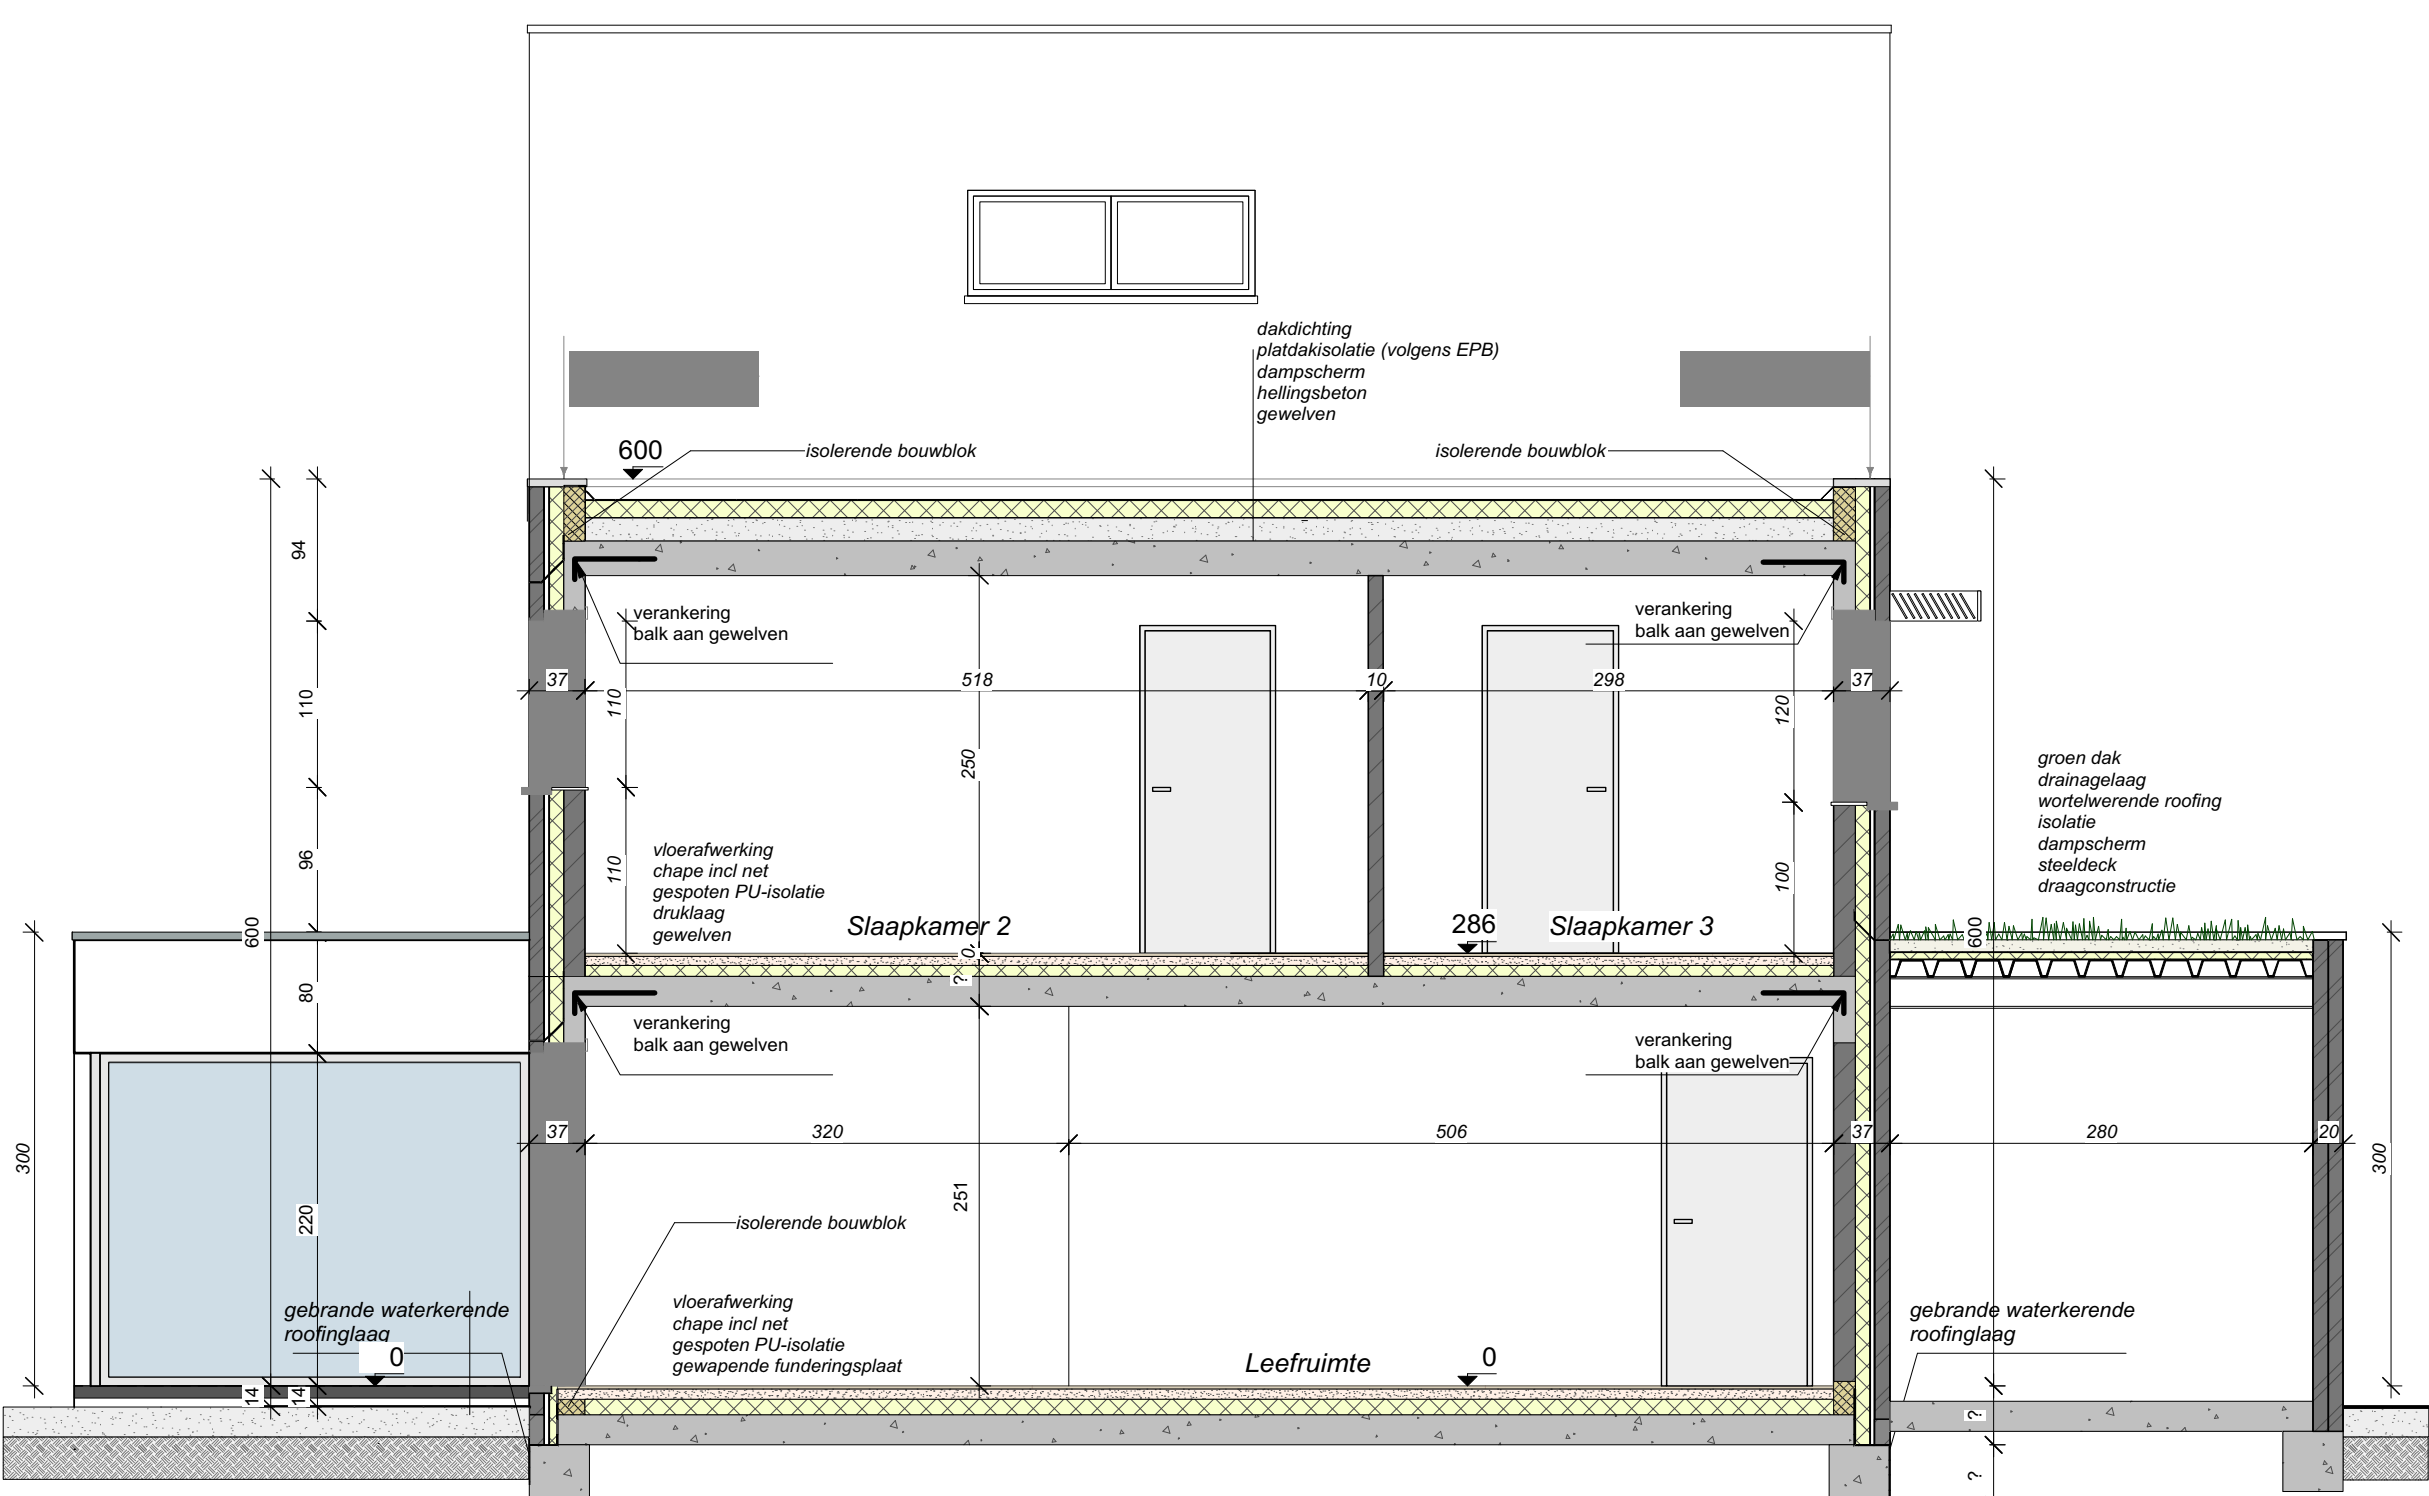 dakdichting
platdakisolatie (volgens EPB)
dampscherm
hellingsbeton
gewelven
600
isolerende bouwblok
isolerende bouwblok
94
verankering
balk aan gewelven
verankering
balk aan gewelven
37
518
10
298
37
110
110
120
250
groen dak
drainagelaag
wortelwerende roofing
isolatie
dampscherm
steeldeck
draagconstructie
96
110
100
vloerafwerking
chape incl net
gespoten PU-isolatie
druklaag
gewelven
Slaapkamer 2
286
Slaapkamer 3
600
600
0
?
80
verankering
balk aan gewelven
verankering
balk aan gewelven
37
320
506
37
280
20
300
300
251
220
isolerende bouwblok
gebrande waterkerende
roofinglaag
0
vloerafwerking
chape incl net
gespoten PU-isolatie
gewapende funderingsplaat
Leefruimte
0
gebrande waterkerende
roofinglaag
14
14
?
?